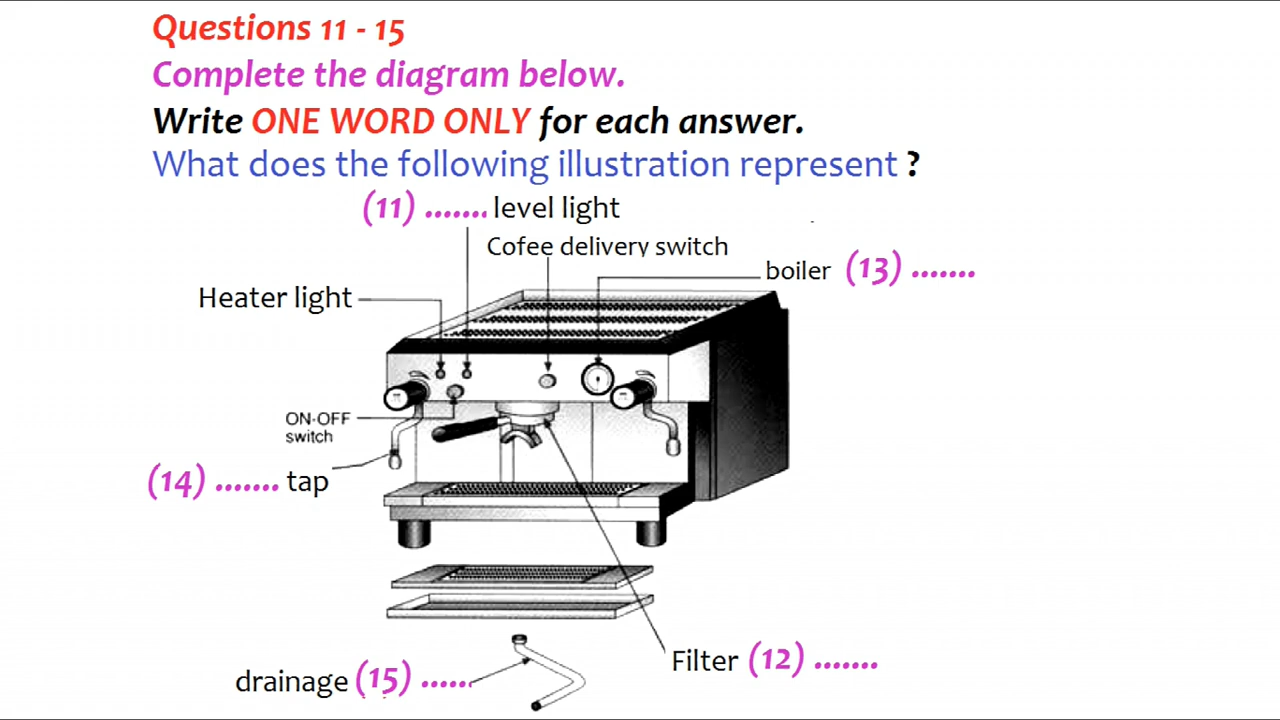 Questions 11 - 15
Complete the diagram below.
Write ONE WORD ONLY for each answer.
What does the following illustration represent ?
(11) ....... level light
Cofee delivery switch
boiler (13) .......
Heater light
ON-OFF
switch
(14) ....... tap
Filter (12) .......
drainage (15) ......